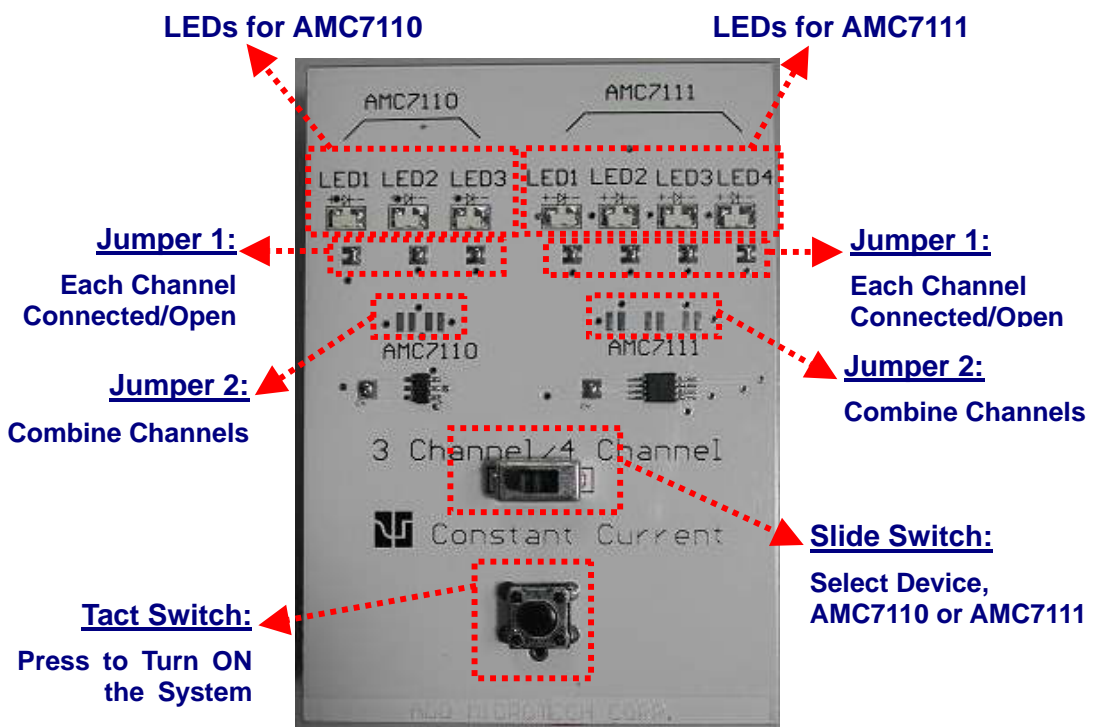 LEDs for AMC7110
LEDs for AMC7111
AMC7110
AMC7111
LED1 LED2 LED3
LED1 LED2 LED3 LED4
Jumper 1:
Each Channel
Connected/Open
Jumper 1:
Each Channel
Connected/Open
AMC7110
AMC7111
Jumper 2:
Combine Channels
Jumper 2:
Combine Channels
3 Channel/4 Channel
Constant Current
Slide Switch:
Select Device,
AMC7110 or AMC7111
Tact Switch:
Press to Turn ON
the System
ADD MICROTECH CORP.